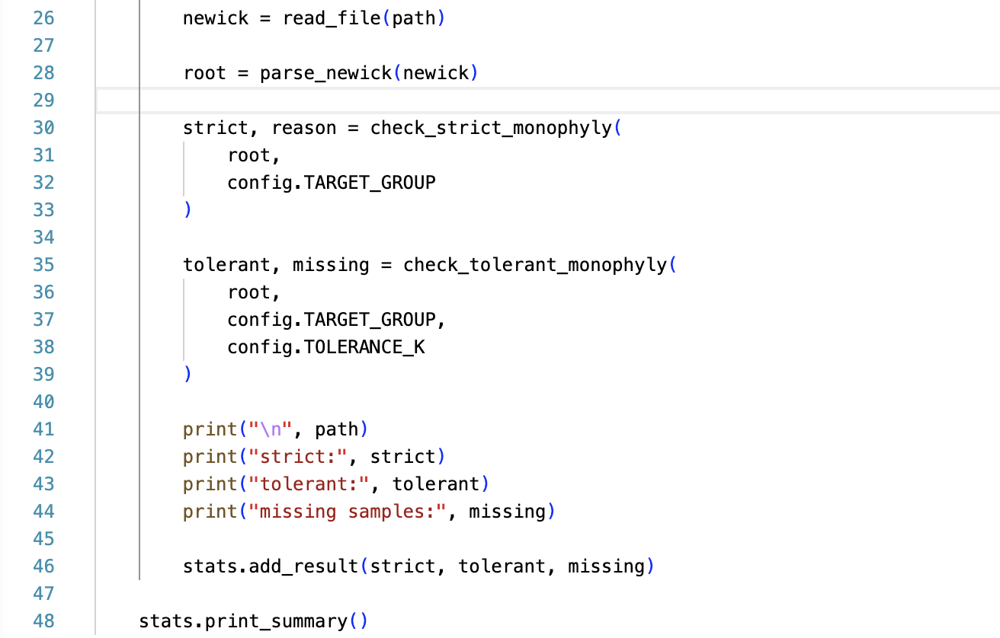 26 newick = read_file(path)
27
28 root = parse_newick(newick)
29
30 strict, reason = check_strict_monophyly(
31 root,
32 config.TARGET_GROUP
33 )
34
35 tolerant, missing = check_tolerant_monophyly(
36 root,
37 config.TARGET_GROUP,
38 config.TOLERANCE_K
39 )
40
41 print("\n", path)
42 print("strict:", strict)
43 print("tolerant:", tolerant)
44 print("missing samples:", missing)
45
46 stats.add_result(strict, tolerant, missing)
47
48 stats.print_summary()